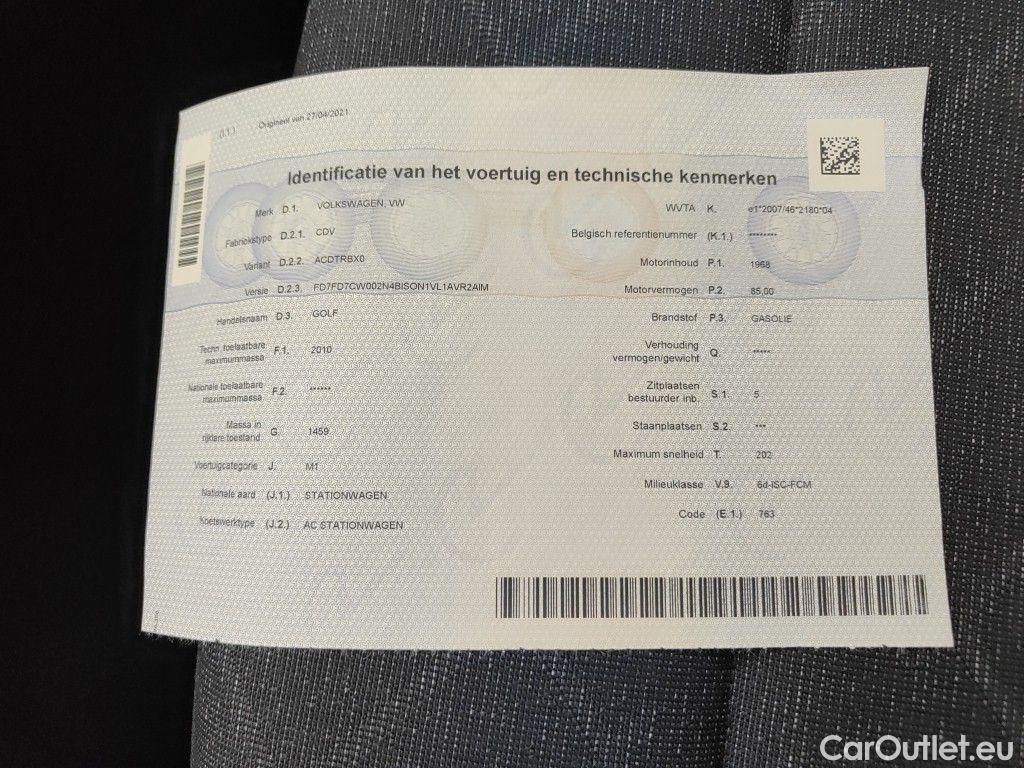 (I.1.) Origineel van 27/04/2021
Identificatie van het voertuig en technische kenmerken
Merk D.1. VOLKSWAGEN, VW
Fabriekstype D.2.1. CDV
Variant D.2.2. ACDTRBX0
Versie D.2.3. FD7FD7CW002N4BISON1VL1AVR2AIM
Handelsnaam D.3. GOLF
Techn. toelaatbare
maximummassa F.1. 2010
Nationale toelaatbare
maximummassa F.2. ******
Massa in
rijklare toestand G. 1459
Voertuigcategorie J. M1
Nationale aard (J.1.) STATIONWAGEN
Koetswerktype (J.2.) AC STATIONWAGEN
WVTA K. e1*2007/46*2180*04
Belgisch referentienummer (K.1.) ********
Motorinhoud P.1. 1968
Motorvermogen P.2. 85,00
Brandstof P.3. GASOLIE
Verhouding
vermogen/gewicht Q. *****
Zitplaatsen
bestuurder inb. S.1. 5
Staanplaatsen S.2. ***
Maximum snelheid T. 202
Milieuklasse V.9. 6d-ISC-FCM
Code (E.1.) 763
CarOutlet.eu